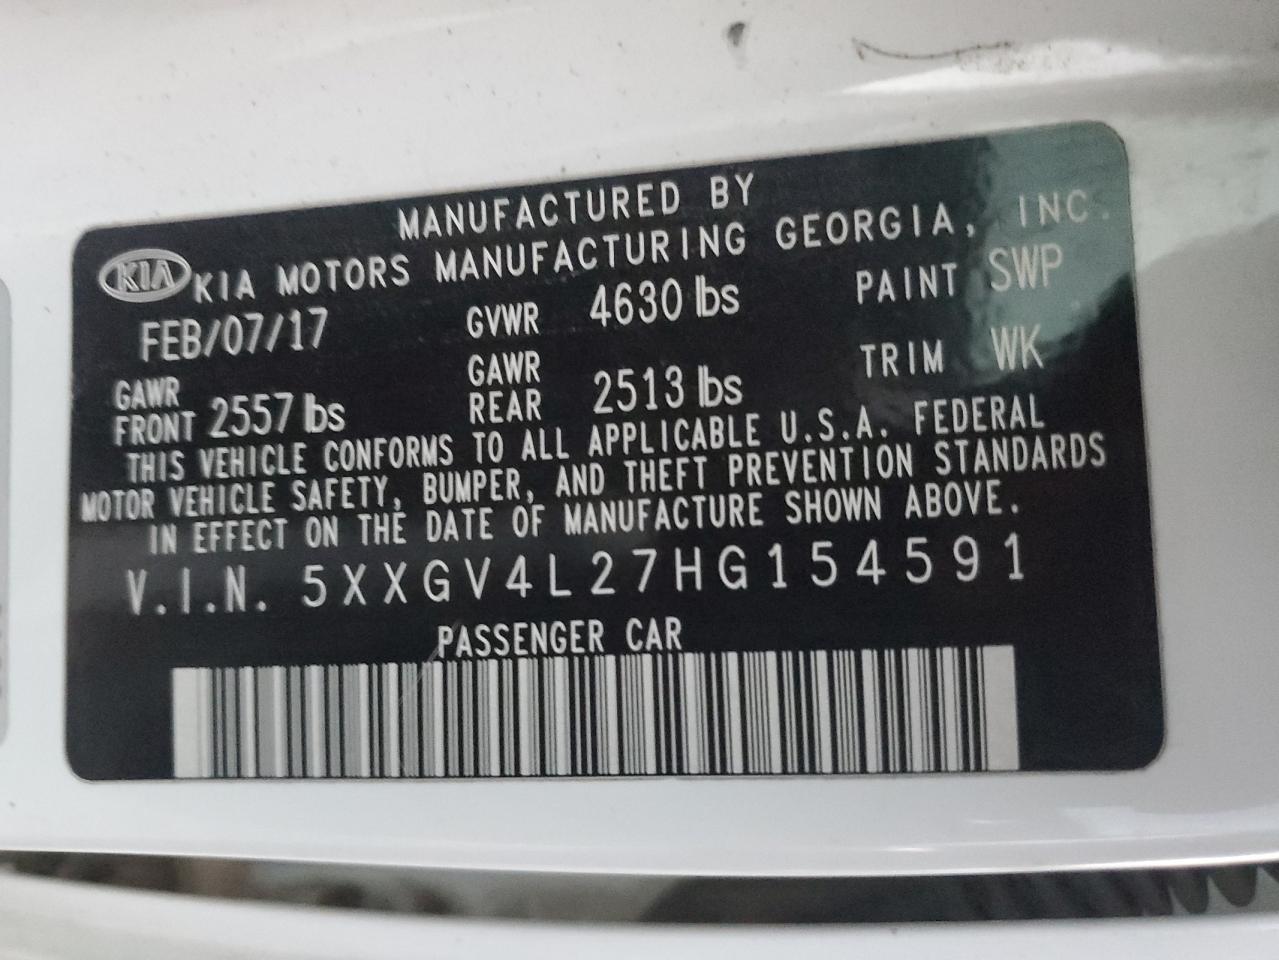 MANUFACTURED BY
KIA KIA MOTORS MANUFACTURING GEORGIA, INC.
FEB/07/17 GVWR 4630 lbs PAINT SWP
GAWR FRONT 2557 lbs GAWR REAR 2513 lbs TRIM WK
THIS VEHICLE CONFORMS TO ALL APPLICABLE U.S.A. FEDERAL
MOTOR VEHICLE SAFETY, BUMPER, AND THEFT PREVENTION STANDARDS
IN EFFECT ON THE DATE OF MANUFACTURE SHOWN ABOVE.
V.I.N. 5XXGV4L27HG154591
PASSENGER CAR